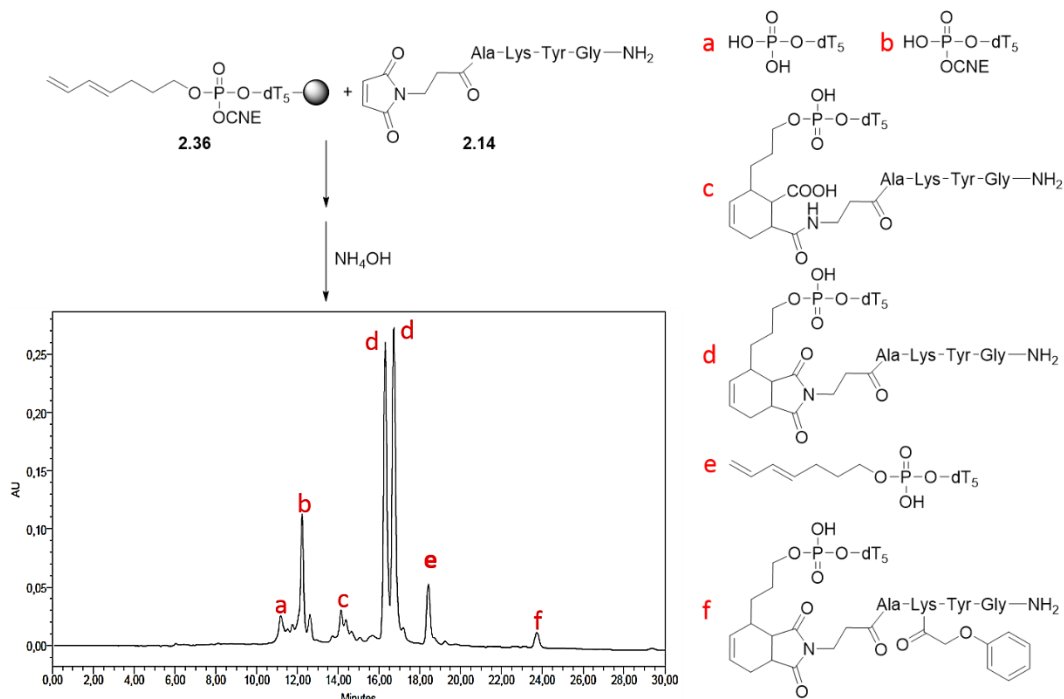 O
O
P
O
dT5
OCNE
2.36
+
O
N
O
O
Ala-Lys-Tyr-Gly—NH2
2.14
NH4OH
AU
0,25
0,20
0,15
0,10
0,05
0,00
a
b
c
d
d
e
f
0,00 2,00 4,00 6,00 8,00 10,00 12,00 14,00 16,00 18,00 20,00 22,00 24,00 26,00 28,00 30,00
Minutes
a
O
HO-P-O-dT5
OH
b
O
HO-P-O-dT5
OCNE
c
OH
O-P-O-dT5
O
COOH
H
N
O
O
Ala-Lys-Tyr-Gly—NH2
d
OH
O-P-O-dT5
O
O
N
O
O
Ala-Lys-Tyr-Gly—NH2
e
O
O-P-O-dT5
OH
f
OH
O-P-O-dT5
O
O
N
O
O
Ala-Lys-Tyr-Gly—NH2
O
O